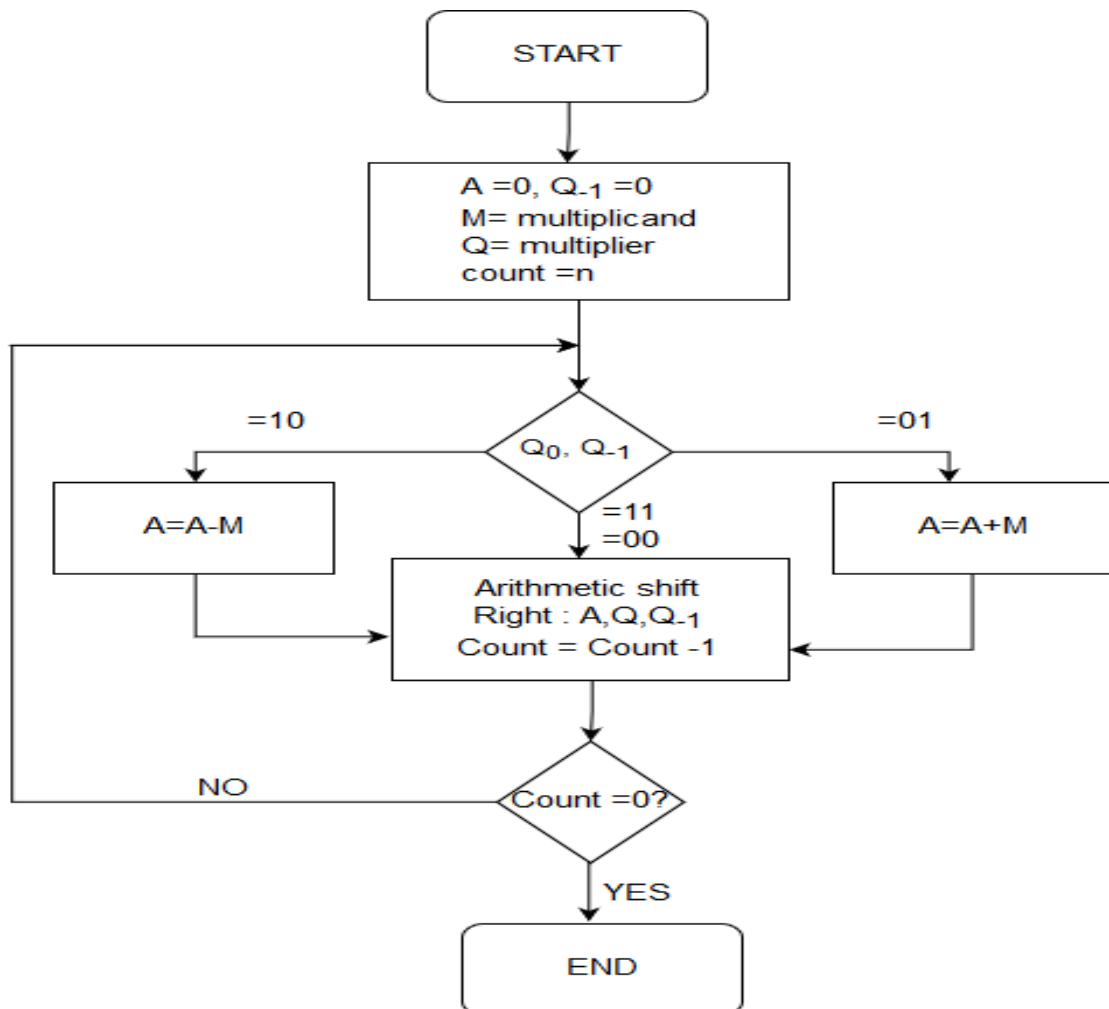 START
A =0, Q-1 =0
M= multiplicand
Q= multiplier
count =n
=10
=01
Q0, Q-1
A=A-M
A=A+M
=11
=00
Arithmetic shift
Right : A,Q,Q-1
Count = Count -1
NO
Count =0?
YES
END